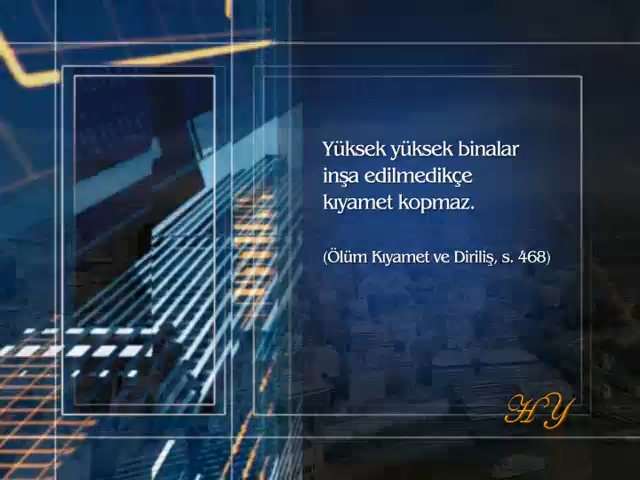 Yüksek yüksek binalar
inşa edilmedikçe
kıyamet kopmaz.
(Ölüm Kıyamet ve Diriliş, s. 468)
HY